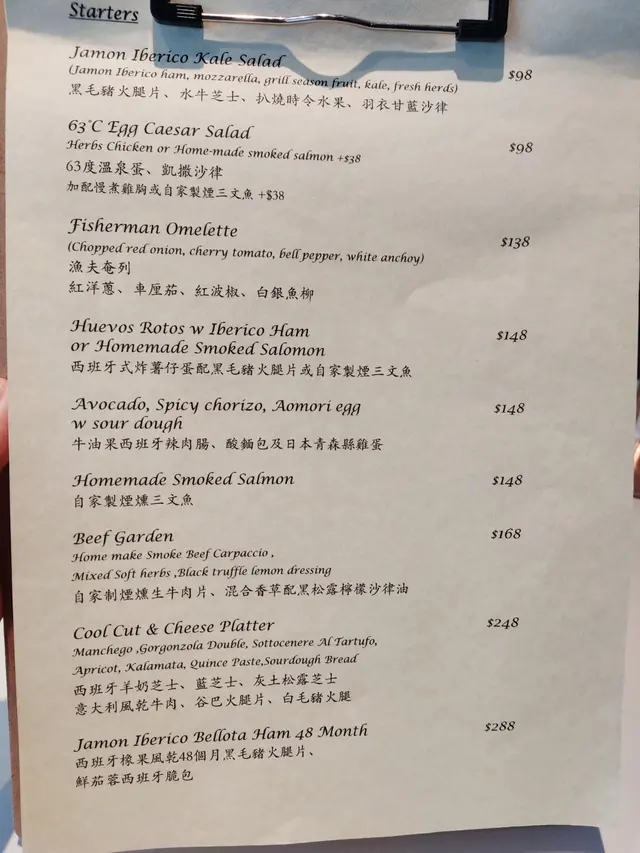 Starters
Jamon Iberico Kale Salad $98
(Jamon Iberico ham, mozzarella, grill season fruit, kale, fresh herds)
黑毛豬火腿片、水牛芝士、扒燒時令水果、羽衣甘藍沙律
63°C Egg Caesar Salad $98
Herbs Chicken or Home-made smoked salmon +$38
63度溫泉蛋、凱撒沙律
加配慢煮雞胸或自家製煙三文魚 +$38
Fisherman Omelette $138
(Chopped red onion, cherry tomato, bell pepper, white anchoy)
漁夫奄列
紅洋蔥、車厘茄、紅波椒、白銀魚柳
Huevos Rotos w Iberico Ham $148
or Homemade Smoked Salomon
西班牙式炸薯仔蛋配黑毛豬火腿片或自家製煙三文魚
Avocado, Spicy chorizo, Aomori egg $148
w sour dough
牛油果西班牙辣肉腸、酸麵包及日本青森縣雞蛋
Homemade Smoked Salmon $148
自家製煙燻三文魚
Beef Garden $168
Home make Smoke Beef Carpaccio ,
Mixed Soft herbs ,Black truffle lemon dressing
自家制煙燻生牛肉片、混合香草配黑松露檸檬沙律油
Cool Cut & Cheese Platter $248
Manchego ,Gorgonzola Double, Sottocenere Al Tartufo,
Apricot, Kalamata, Quince Paste,Sourdough Bread
西班牙羊奶芝士、藍芝士、灰土松露芝士
意大利風乾牛肉、谷巴火腿片、白毛豬火腿
Jamon Iberico Bellota Ham 48 Month $288
西班牙橡果風乾48個月黑毛豬火腿片、
鮮茄蓉西班牙脆包